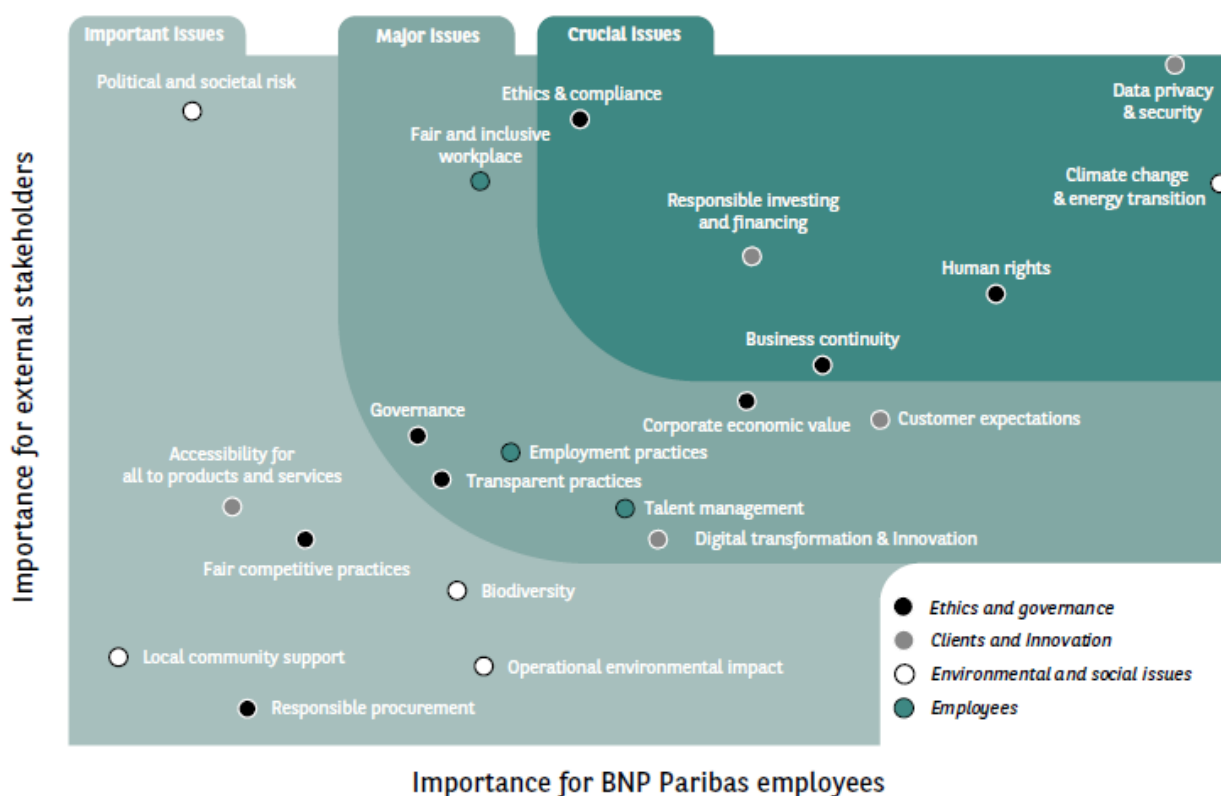 Important Issues
Major Issues
Crucial Issues
Political and societal risk
Ethics & compliance
Data privacy
& security
Fair and inclusive
workplace
Climate change
& energy transition
Responsible investing
and financing
Human rights
Business continuity
Governance
Corporate economic value
Customer expectations
Accessibility for
all to products and services
Employment practices
Transparent practices
Talent management
Digital transformation & Innovation
Fair competitive practices
Biodiversity
Local community support
Operational environmental impact
Responsible procurement
Ethics and governance
Clients and Innovation
Environmental and social issues
Employees
Importance for external stakeholders
Importance for BNP Paribas employees